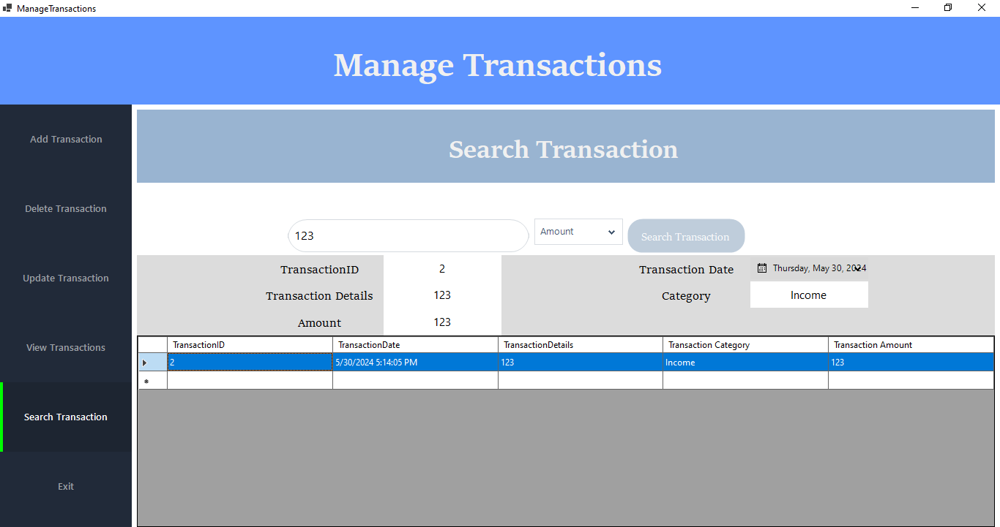 ManageTransactions
Manage Transactions
Add Transaction
Delete Transaction
Update Transaction
View Transactions
Search Transaction
Exit
Search Transaction
123 Amount Search Transaction
TransactionID 2 Transaction Date Thursday, May 30, 2024
Transaction Details 123 Category Income
Amount 123
TransactionID TransactionDate TransactionDetails Transaction Category Transaction Amount
2 5/30/2024 5:14:05 PM 123 Income 123